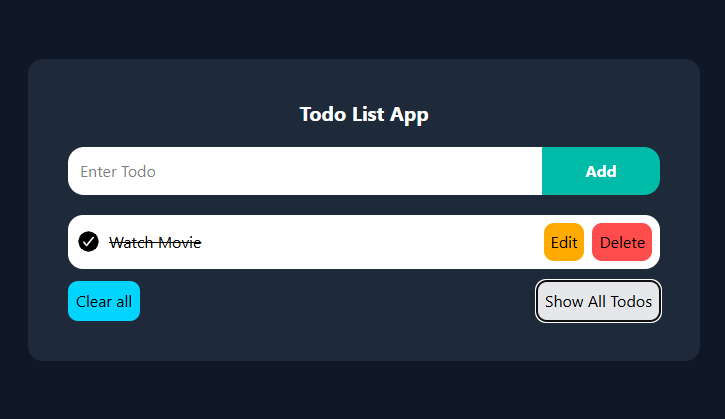 Todo List App
Enter Todo
Add
Watch Movie
Edit
Delete
Clear all
Show All Todos